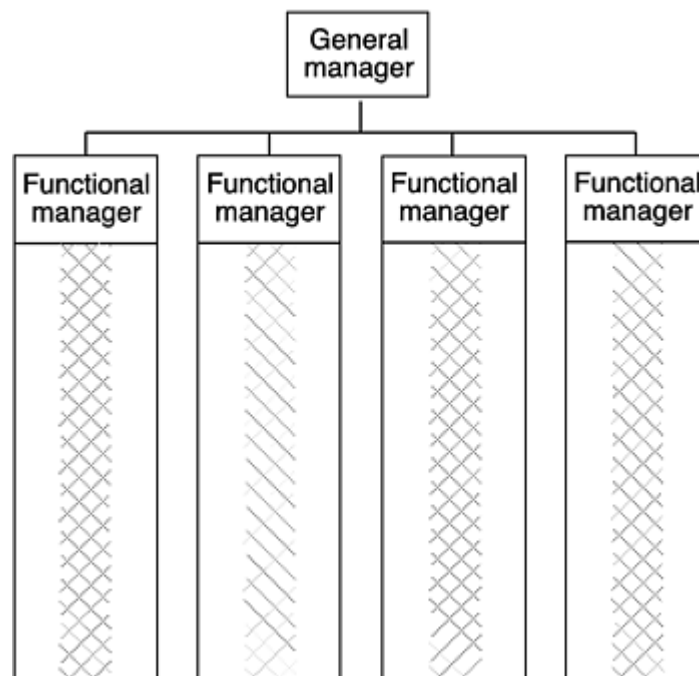 General
manager
Functional
manager
Functional
manager
Functional
manager
Functional
manager